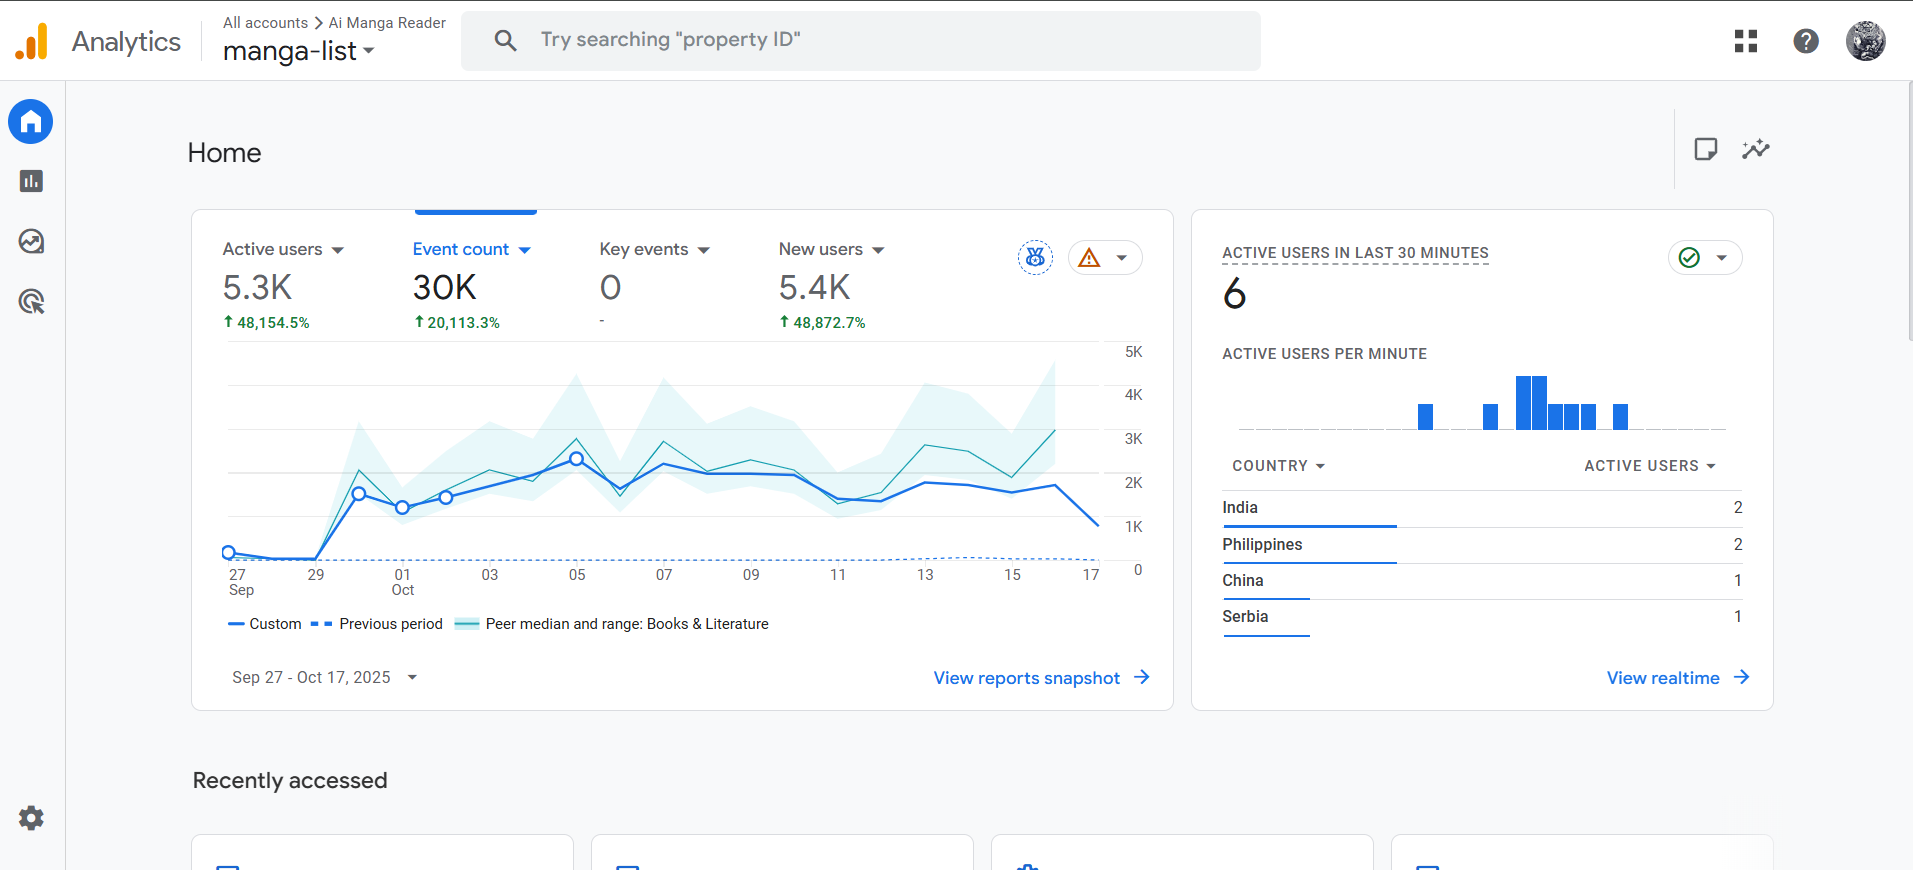 Analytics
All accounts > Ai Manga Reader
manga-list
Try searching "property ID"
Home
Active users
5.3K
48,154.5%
Event count
30K
20,113.3%
Key events
0
-
New users
5.4K
48,872.7%
5K
4K
3K
2K
1K
0
27 29 01 03 05 07 09 11 13 15 17
Sep Oct
Custom Previous period Peer median and range: Books & Literature
Sep 27 - Oct 17, 2025
View reports snapshot
ACTIVE USERS IN LAST 30 MINUTES
6
ACTIVE USERS PER MINUTE
COUNTRY ACTIVE USERS
India 2
Philippines 2
China 1
Serbia 1
View realtime
Recently accessed